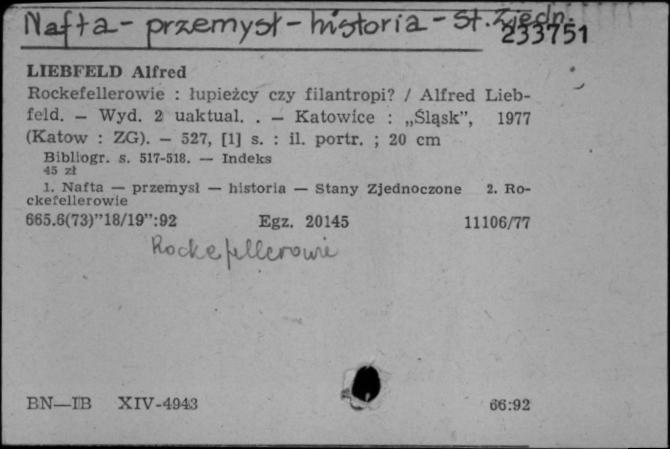 Nafta - przemysł - historia - St. Zjedn.
233751
LIEBFELD Alfred
Rockefellerowie : łupieżcy czy filantropi? / Alfred Lieb-
feld. — Wyd. 2 uaktual. . — Katowice : „Śląsk”, 1977
(Katow : ZG). — 527, [1] s. : il. portr. ; 20 cm
Bibliogr. s. 517-518. — Indeks
45 zł
1. Nafta — przemysł — historia — Stany Zjednoczone 2. Ro-
ckefellerowie
665.6(73)”18/19”:92 Egz. 20145 11106/77
Rockefellerowie
BN—IB XIV-4943 66:92